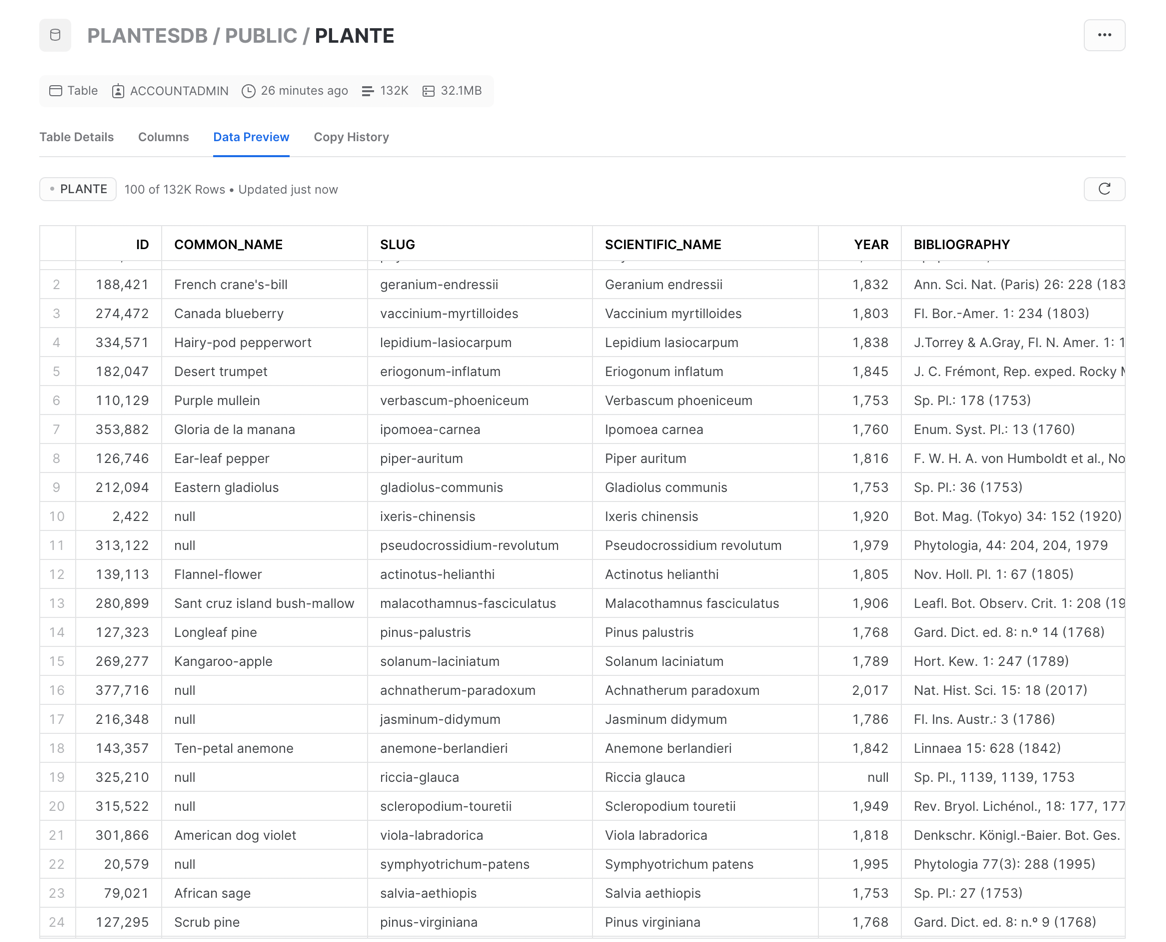 PLANTESDB / PUBLIC / PLANTE
Table ACCOUNTADMIN 26 minutes ago 132K 32.1MB
Table Details Columns Data Preview Copy History
PLANTE 100 of 132K Rows • Updated just now
ID COMMON_NAME SLUG SCIENTIFIC_NAME YEAR BIBLIOGRAPHY
2 188,421 French crane's-bill geranium-endressii Geranium endressii 1,832 Ann. Sci. Nat. (Paris) 26: 228 (183
3 274,472 Canada blueberry vaccinium-myrtilloides Vaccinium myrtilloides 1,803 Fl. Bor.-Amer. 1: 234 (1803)
4 334,571 Hairy-pod pepperwort lepidium-lasiocarpum Lepidium lasiocarpum 1,838 J.Torrey & A.Gray, Fl. N. Amer. 1: 1
5 182,047 Desert trumpet eriogonum-inflatum Eriogonum inflatum 1,845 J. C. Frémont, Rep. exped. Rocky
6 110,129 Purple mullein verbascum-phoeniceum Verbascum phoeniceum 1,753 Sp. Pl.: 178 (1753)
7 353,882 Gloria de la manana ipomoea-carnea Ipomoea carnea 1,760 Enum. Syst. Pl.: 13 (1760)
8 126,746 Ear-leaf pepper piper-auritum Piper auritum 1,816 F. W. H. A. von Humboldt et al., No
9 212,094 Eastern gladiolus gladiolus-communis Gladiolus communis 1,753 Sp. Pl.: 36 (1753)
10 2,422 null ixeris-chinensis Ixeris chinensis 1,920 Bot. Mag. (Tokyo) 34: 152 (1920)
11 313,122 null pseudocrossidium-revolutum Pseudocrossidium revolutum 1,979 Phytologia, 44: 204, 204, 1979
12 139,113 Flannel-flower actinotus-helianthi Actinotus helianthi 1,805 Nov. Holl. Pl. 1: 67 (1805)
13 280,899 Sant cruz island bush-mallow malacothamnus-fasciculatus Malacothamnus fasciculatus 1,906 Leafl. Bot. Observ. Crit. 1: 208 (19
14 127,323 Longleaf pine pinus-palustris Pinus palustris 1,768 Gard. Dict. ed. 8: n.º 14 (1768)
15 269,277 Kangaroo-apple solanum-laciniatum Solanum laciniatum 1,789 Hort. Kew. 1: 247 (1789)
16 377,716 null achnatherum-paradoxum Achnatherum paradoxum 2,017 Nat. Hist. Sci. 15: 18 (2017)
17 216,348 null jasminum-didymum Jasminum didymum 1,786 Fl. Ins. Austr.: 3 (1786)
18 143,357 Ten-petal anemone anemone-berlandieri Anemone berlandieri 1,842 Linnaea 15: 628 (1842)
19 325,210 null riccia-glauca Riccia glauca null Sp. Pl., 1139, 1139, 1753
20 315,522 null scleropodium-touretii Scleropodium touretii 1,949 Rev. Bryol. Lichénol., 18: 177, 177
21 301,866 American dog violet viola-labradorica Viola labradorica 1,818 Denkschr. Königl.-Baier. Bot. Ges.
22 20,579 null symphyotrichum-patens Symphyotrichum patens 1,995 Phytologia 77(3): 288 (1995)
23 79,021 African sage salvia-aethiopis Salvia aethiopis 1,753 Sp. Pl.: 27 (1753)
24 127,295 Scrub pine pinus-virginiana Pinus virginiana 1,768 Gard. Dict. ed. 8: n.º 9 (1768)